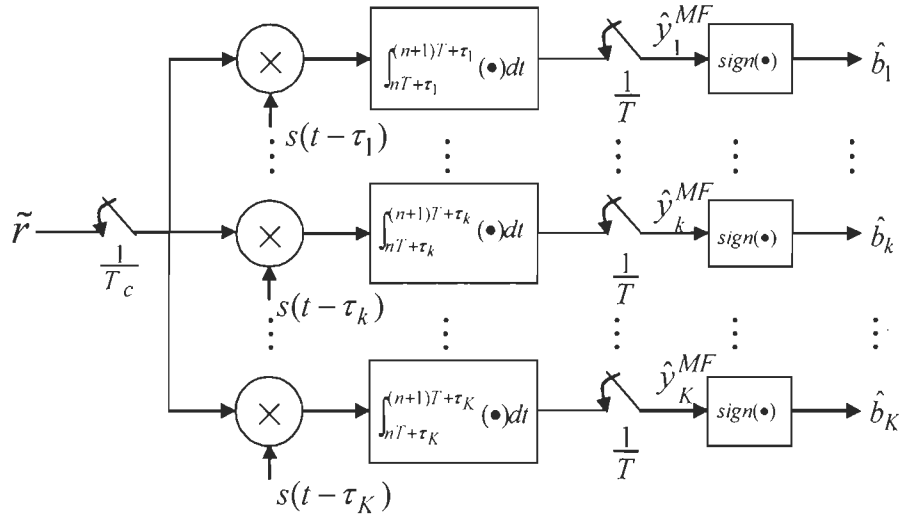 × ∫_{nT+τ_1}^{(n+1)T+τ_1} (•)dt ŷ_1^{MF} sign(•) b̂_1
1/T
s(t − τ_1)
r̃ 1/T_c × ∫_{nT+τ_k}^{(n+1)T+τ_k} (•)dt ŷ_k^{MF} sign(•) b̂_k
1/T
s(t − τ_k)
× ∫_{nT+τ_K}^{(n+1)T+τ_K} (•)dt ŷ_K^{MF} sign(•) b̂_K
1/T
s(t − τ_K)